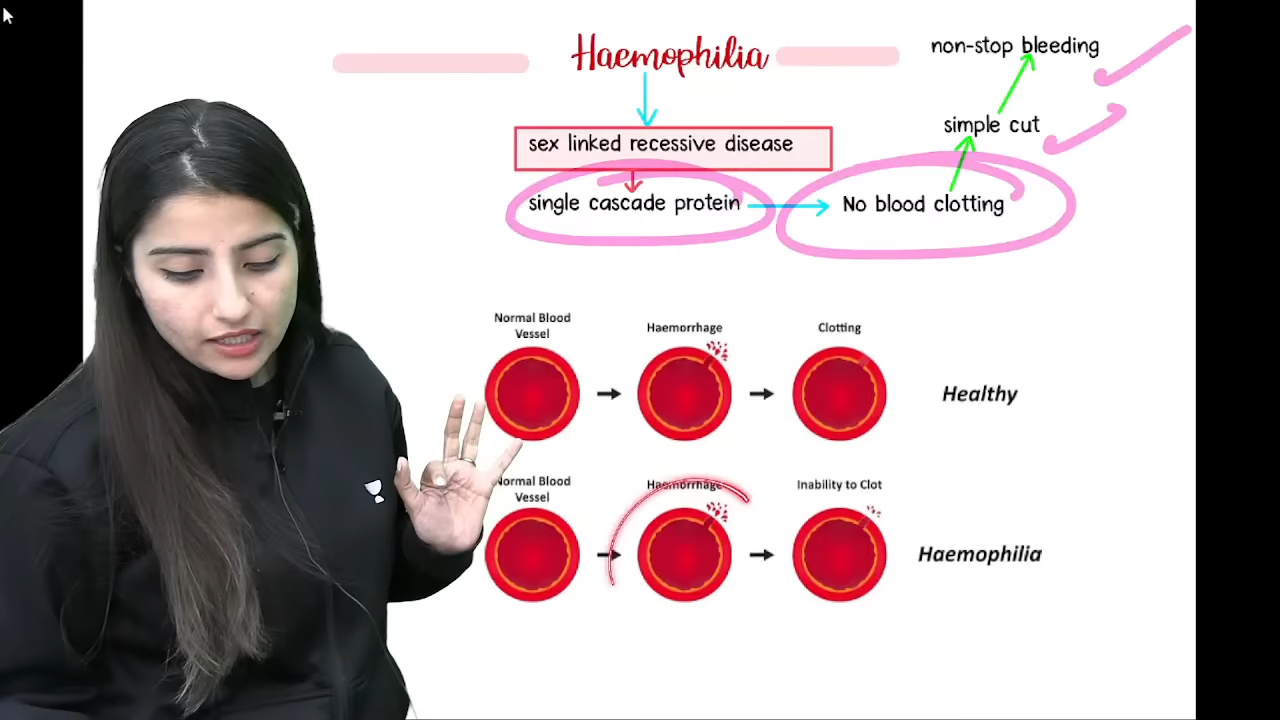 Haemophilia
non-stop bleeding
simple cut
sex linked recessive disease
single cascade protein
No blood clotting
Normal Blood
Vessel
Haemorrhage
Clotting
Healthy
Normal Blood
Vessel
Haemorrhage
Inability to Clot
Haemophilia